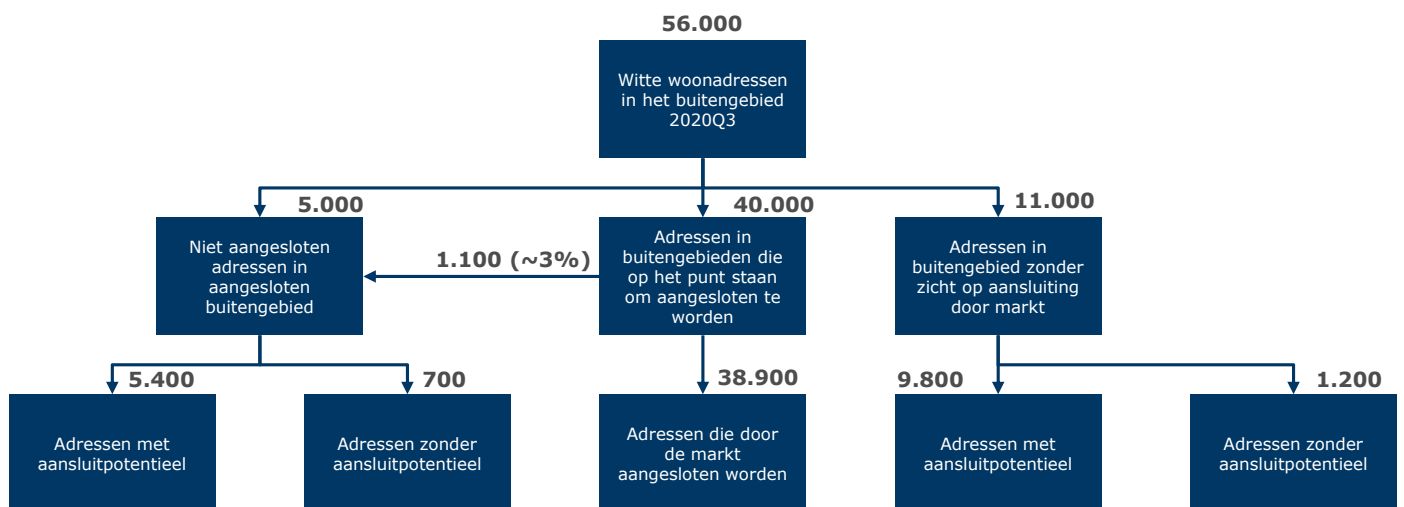 56.000
Witte woonadressen
in het buitengebied
2020Q3
5.000
40.000
11.000
Niet aangesloten
adressen in
aangesloten
buitengebied
1.100 (~3%)
Adressen in
buitengebieden die
op het punt staan
om aangesloten te
worden
Adressen in
buitengebied zonder
zicht op aansluiting
door markt
5.400
700
38.900
9.800
1.200
Adressen met
aansluitpotentieel
Adressen zonder
aansluitpotentieel
Adressen die door
de markt
aangesloten worden
Adressen met
aansluitpotentieel
Adressen zonder
aansluitpotentieel